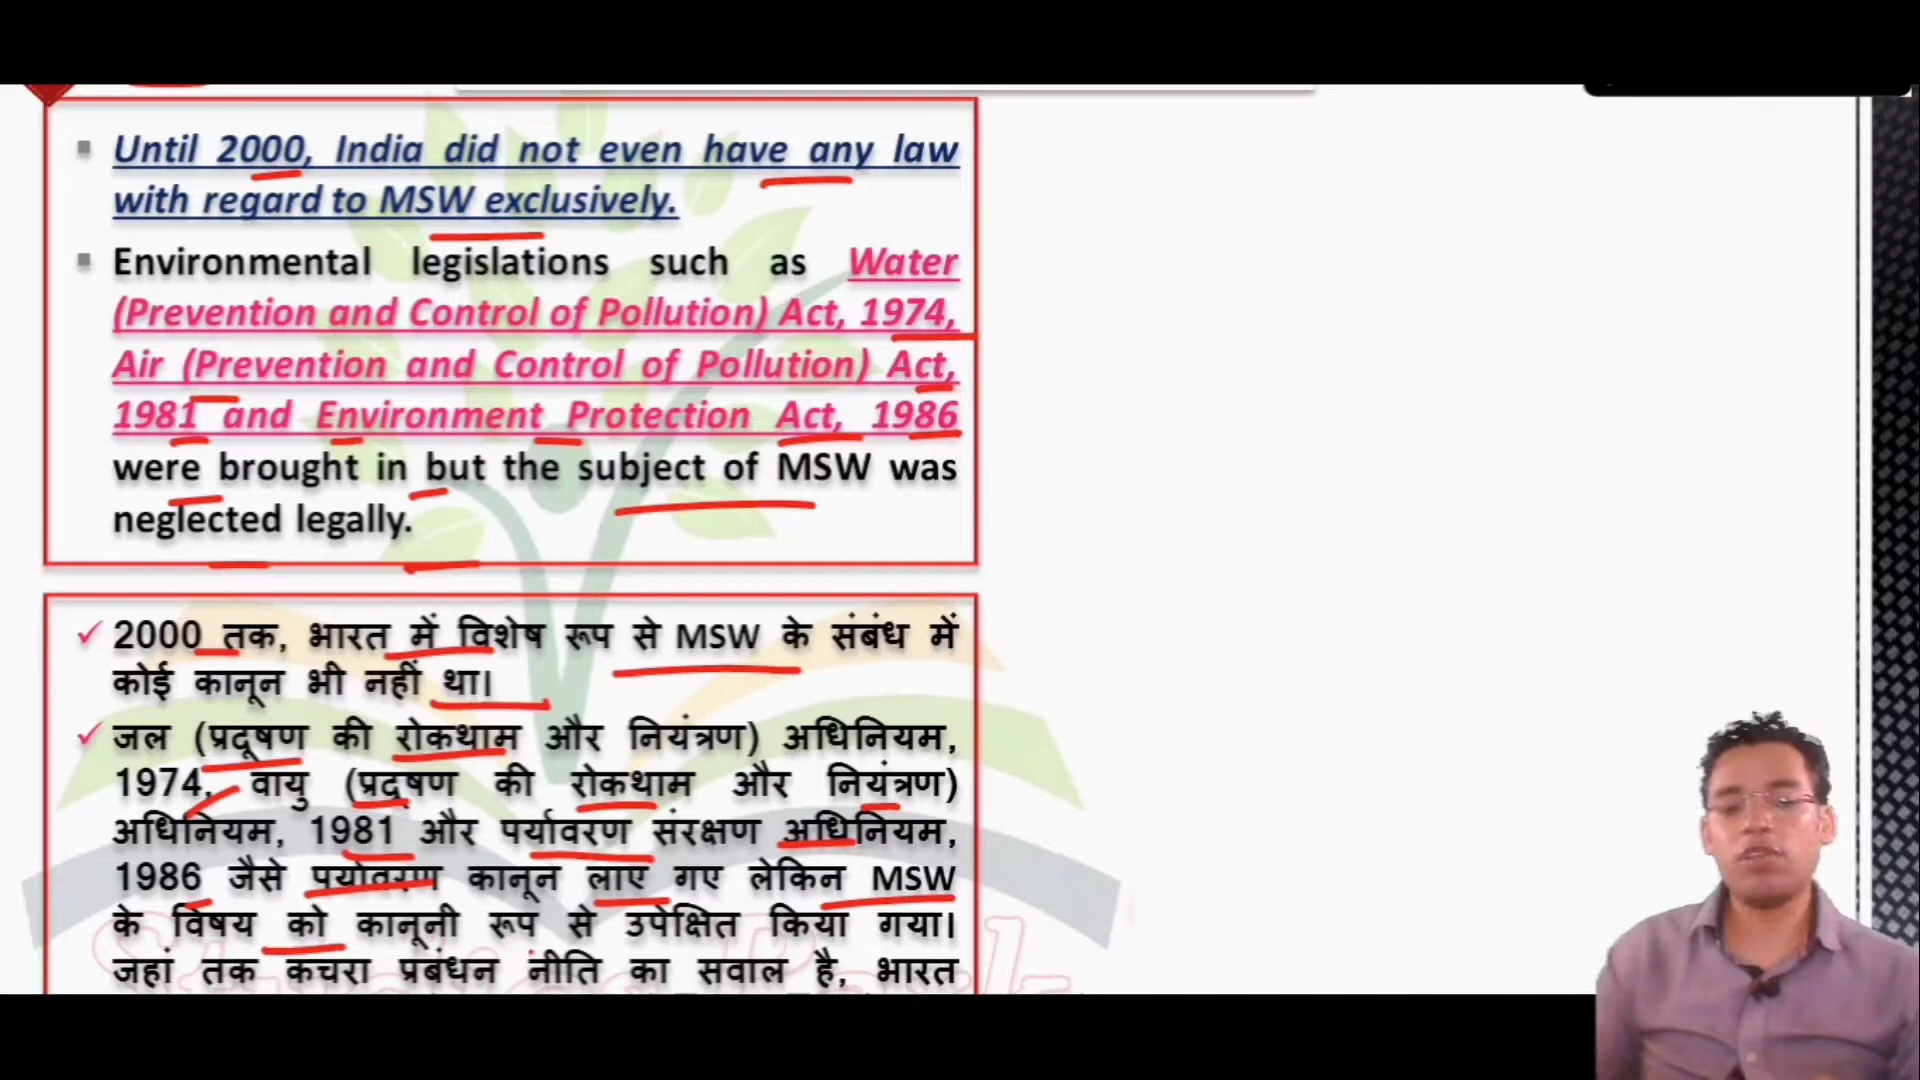 Until 2000, India did not even have any law
with regard to MSW exclusively.
Environmental legislations such as Water
(Prevention and Control of Pollution) Act, 1974,
Air (Prevention and Control of Pollution) Act,
1981 and Environment Protection Act, 1986
were brought in but the subject of MSW was
neglected legally.
2000 तक, भारत में विशेष रूप से MSW के संबंध में
कोई कानून भी नहीं था।
जल (प्रदूषण की रोकथाम और नियंत्रण) अधिनियम,
1974, वायु (प्रदूषण की रोकथाम और नियंत्रण)
अधिनियम, 1981 और पर्यावरण संरक्षण अधिनियम,
1986 जैसे पर्यावरण कानून लाए गए लेकिन MSW
के विषय को कानूनी रूप से उपेक्षित किया गया।
जहां तक कचरा प्रबंधन नीति का सवाल है, भारत